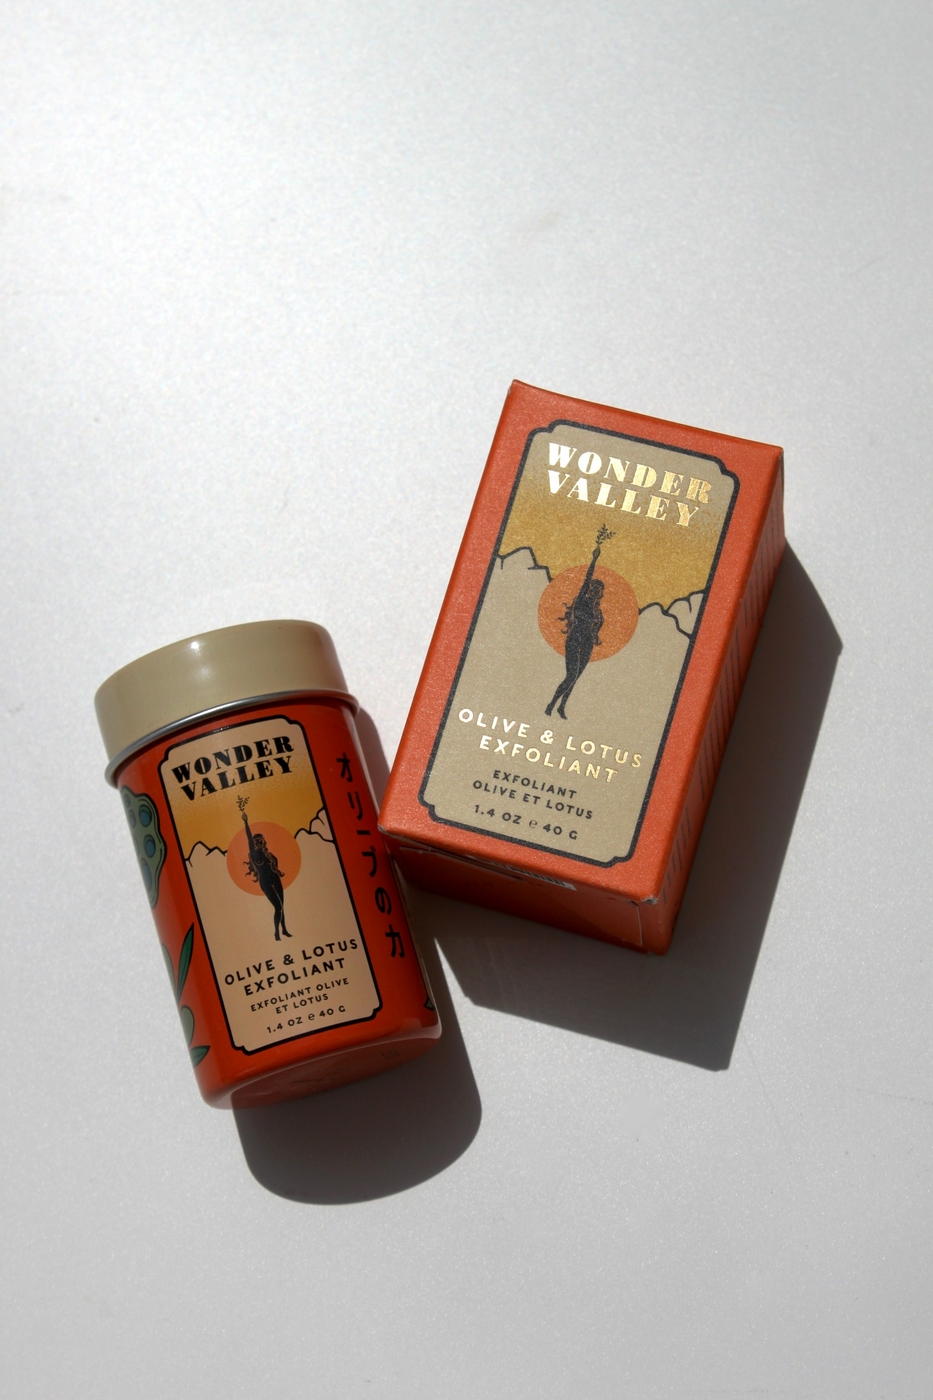 WONDER
VALLEY
OLIVE & LOTUS
EXFOLIANT
EXFOLIANT
OLIVE ET LOTUS
1.4 OZ e 40 G
WONDER
VALLEY
OLIVE & LOTUS
EXFOLIANT
EXFOLIANT OLIVE
ET LOTUS
1.4 OZ e 40 G
オリーブの力